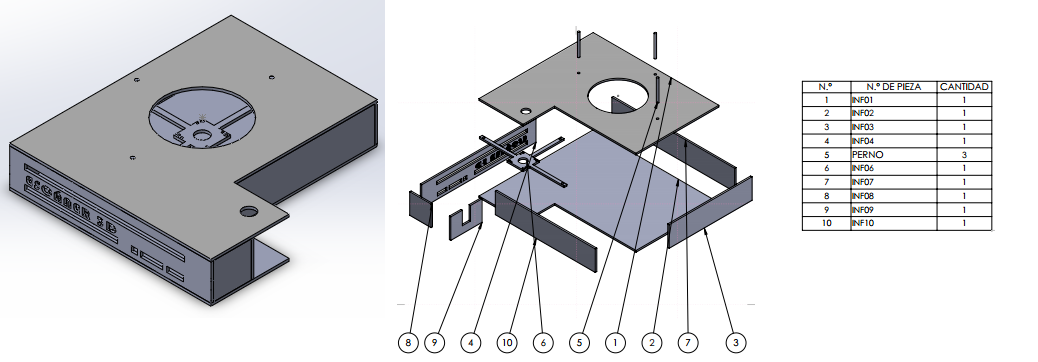 N.º N.º DE PIEZA CANTIDAD
1 INF01 1
2 INF02 1
3 INF03 1
4 INF04 1
5 PERNO 3
6 INF06 1
7 INF07 1
8 INF08 1
9 INF09 1
10 INF10 1
8 9 4 10 6 5 1 2 7 3